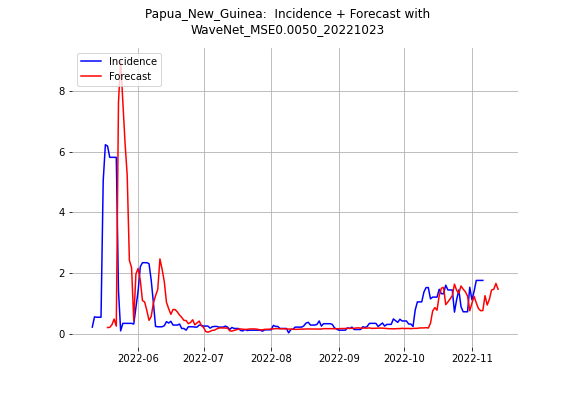 Papua_New_Guinea:  Incidence + Forecast with
WaveNet_MSE0.0050_20221023
Incidence
Forecast
8
6
4
2
0
2022-06
2022-07
2022-08
2022-09
2022-10
2022-11